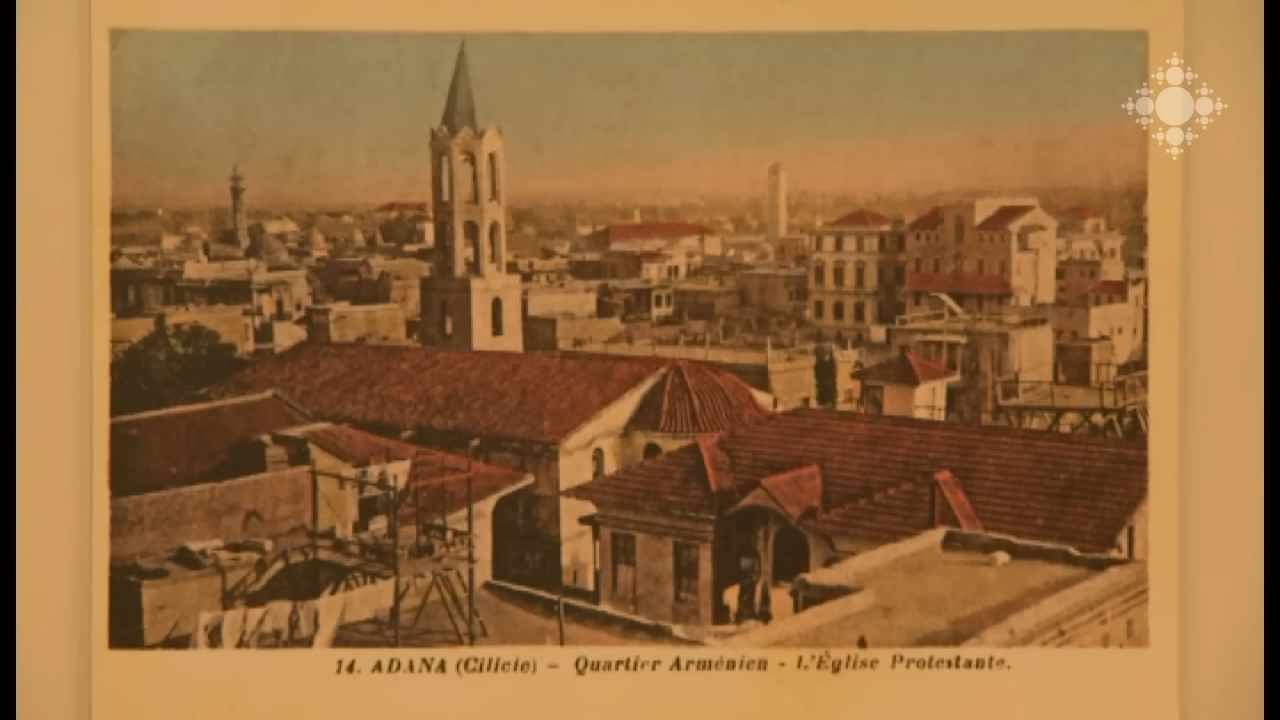 14. ADANA (Cilicie) – Quartier Arménien - L'Église Protestante.